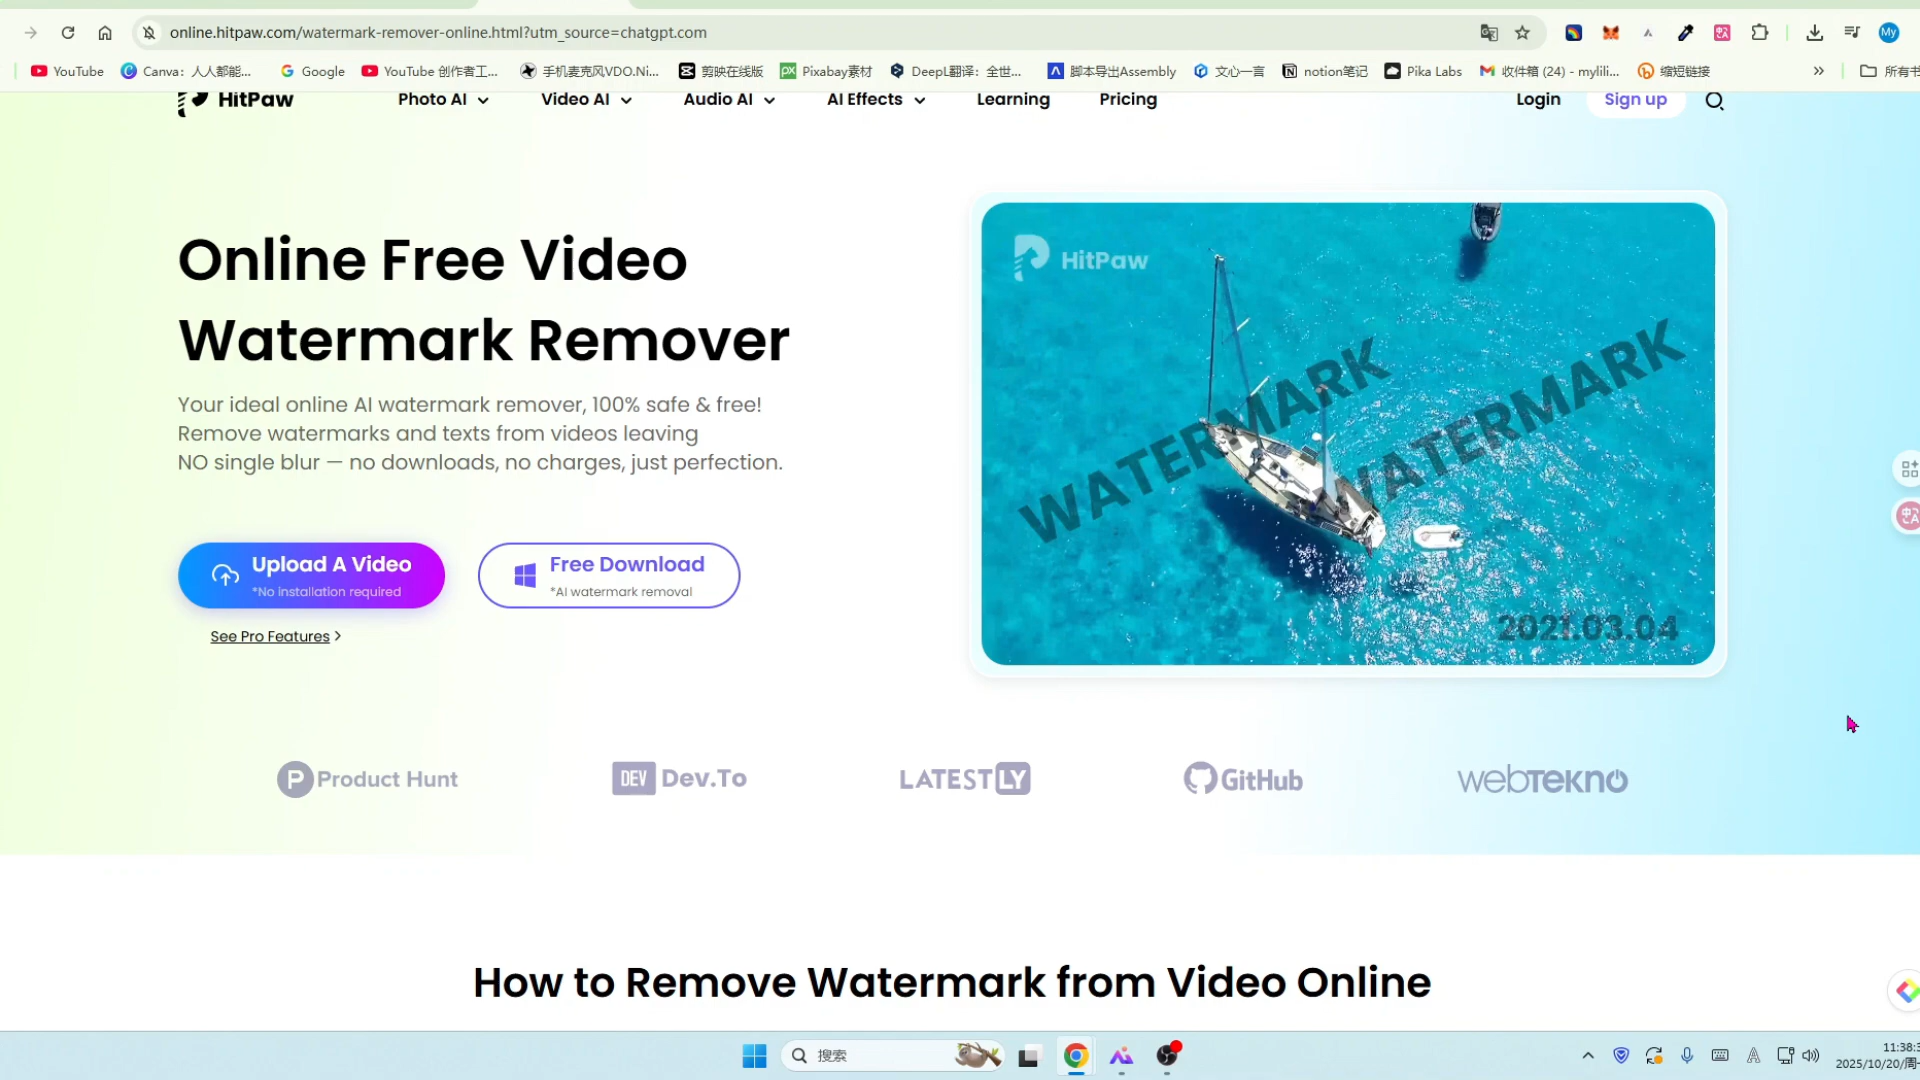 online.hitpaw.com/watermark-remover-online.html?utm_source=chatgpt.com
My
YouTube
Canva：人人都能...
Google
YouTube 创作者工...
手机麦克风VDO.Ni...
剪映在线版
Pixabay素材
DeepL翻译：全世...
脚本导出Assembly
文心一言
notion笔记
Pika Labs
收件箱 (24) - mylili...
缩短链接
»
所有书
HitPaw
Photo AI
Video AI
Audio AI
AI Effects
Learning
Pricing
Login
Sign up
Online Free Video
Watermark Remover
Your ideal online AI watermark remover, 100% safe & free!
Remove watermarks and texts from videos leaving
NO single blur — no downloads, no charges, just perfection.
Upload A Video
*No installation required
Free Download
*AI watermark removal
See Pro Features >
HitPaw
WATERMARK
WATERMARK
2021.03.04
Product Hunt
DEV Dev.To
LATESTLY
GitHub
webTEKNO
How to Remove Watermark from Video Online
搜索
11:38:3
2025/10/20/周